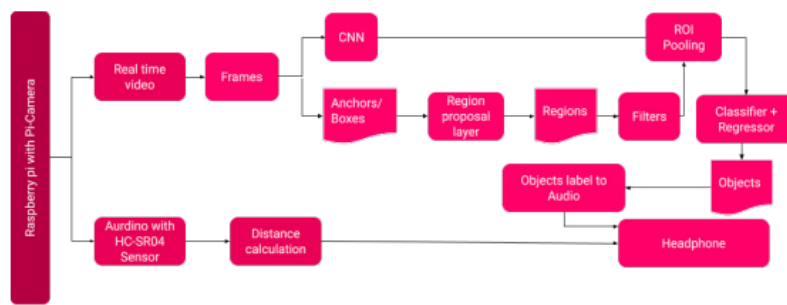 Raspberry pi with Pi-Camera
Real time
video
Frames
CNN
ROI
Pooling
Anchors/
Boxes
Region
proposal
layer
Regions
Filters
Classifier +
Regressor
Objects label to
Audio
Objects
Aurdino with
HC-SR04
Sensor
Distance
calculation
Headphone